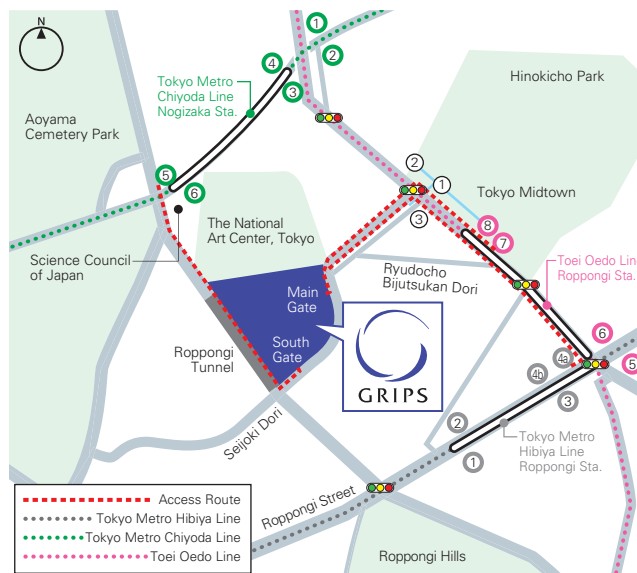 N
①
②
④
③
Tokyo Metro
Chiyoda Line
Nogizaka Sta.
Hinokicho Park
Aoyama
Cemetery Park
⑤
⑥
②
①
③
Tokyo Midtown
⑧
⑦
The National
Art Center, Tokyo
Science Council
of Japan
Ryudocho
Bijutsukan Dori
Toei Oedo Line
Roppongi Sta.
Main
Gate
South
Gate
Roppongi
Tunnel
GRIPS
⑥
⑤
4a
4b
③
②
①
Seijoki Dori
Tokyo Metro
Hibiya Line
Roppongi Sta.
Roppongi Street
Roppongi Hills
Access Route
Tokyo Metro Hibiya Line
Tokyo Metro Chiyoda Line
Toei Oedo Line